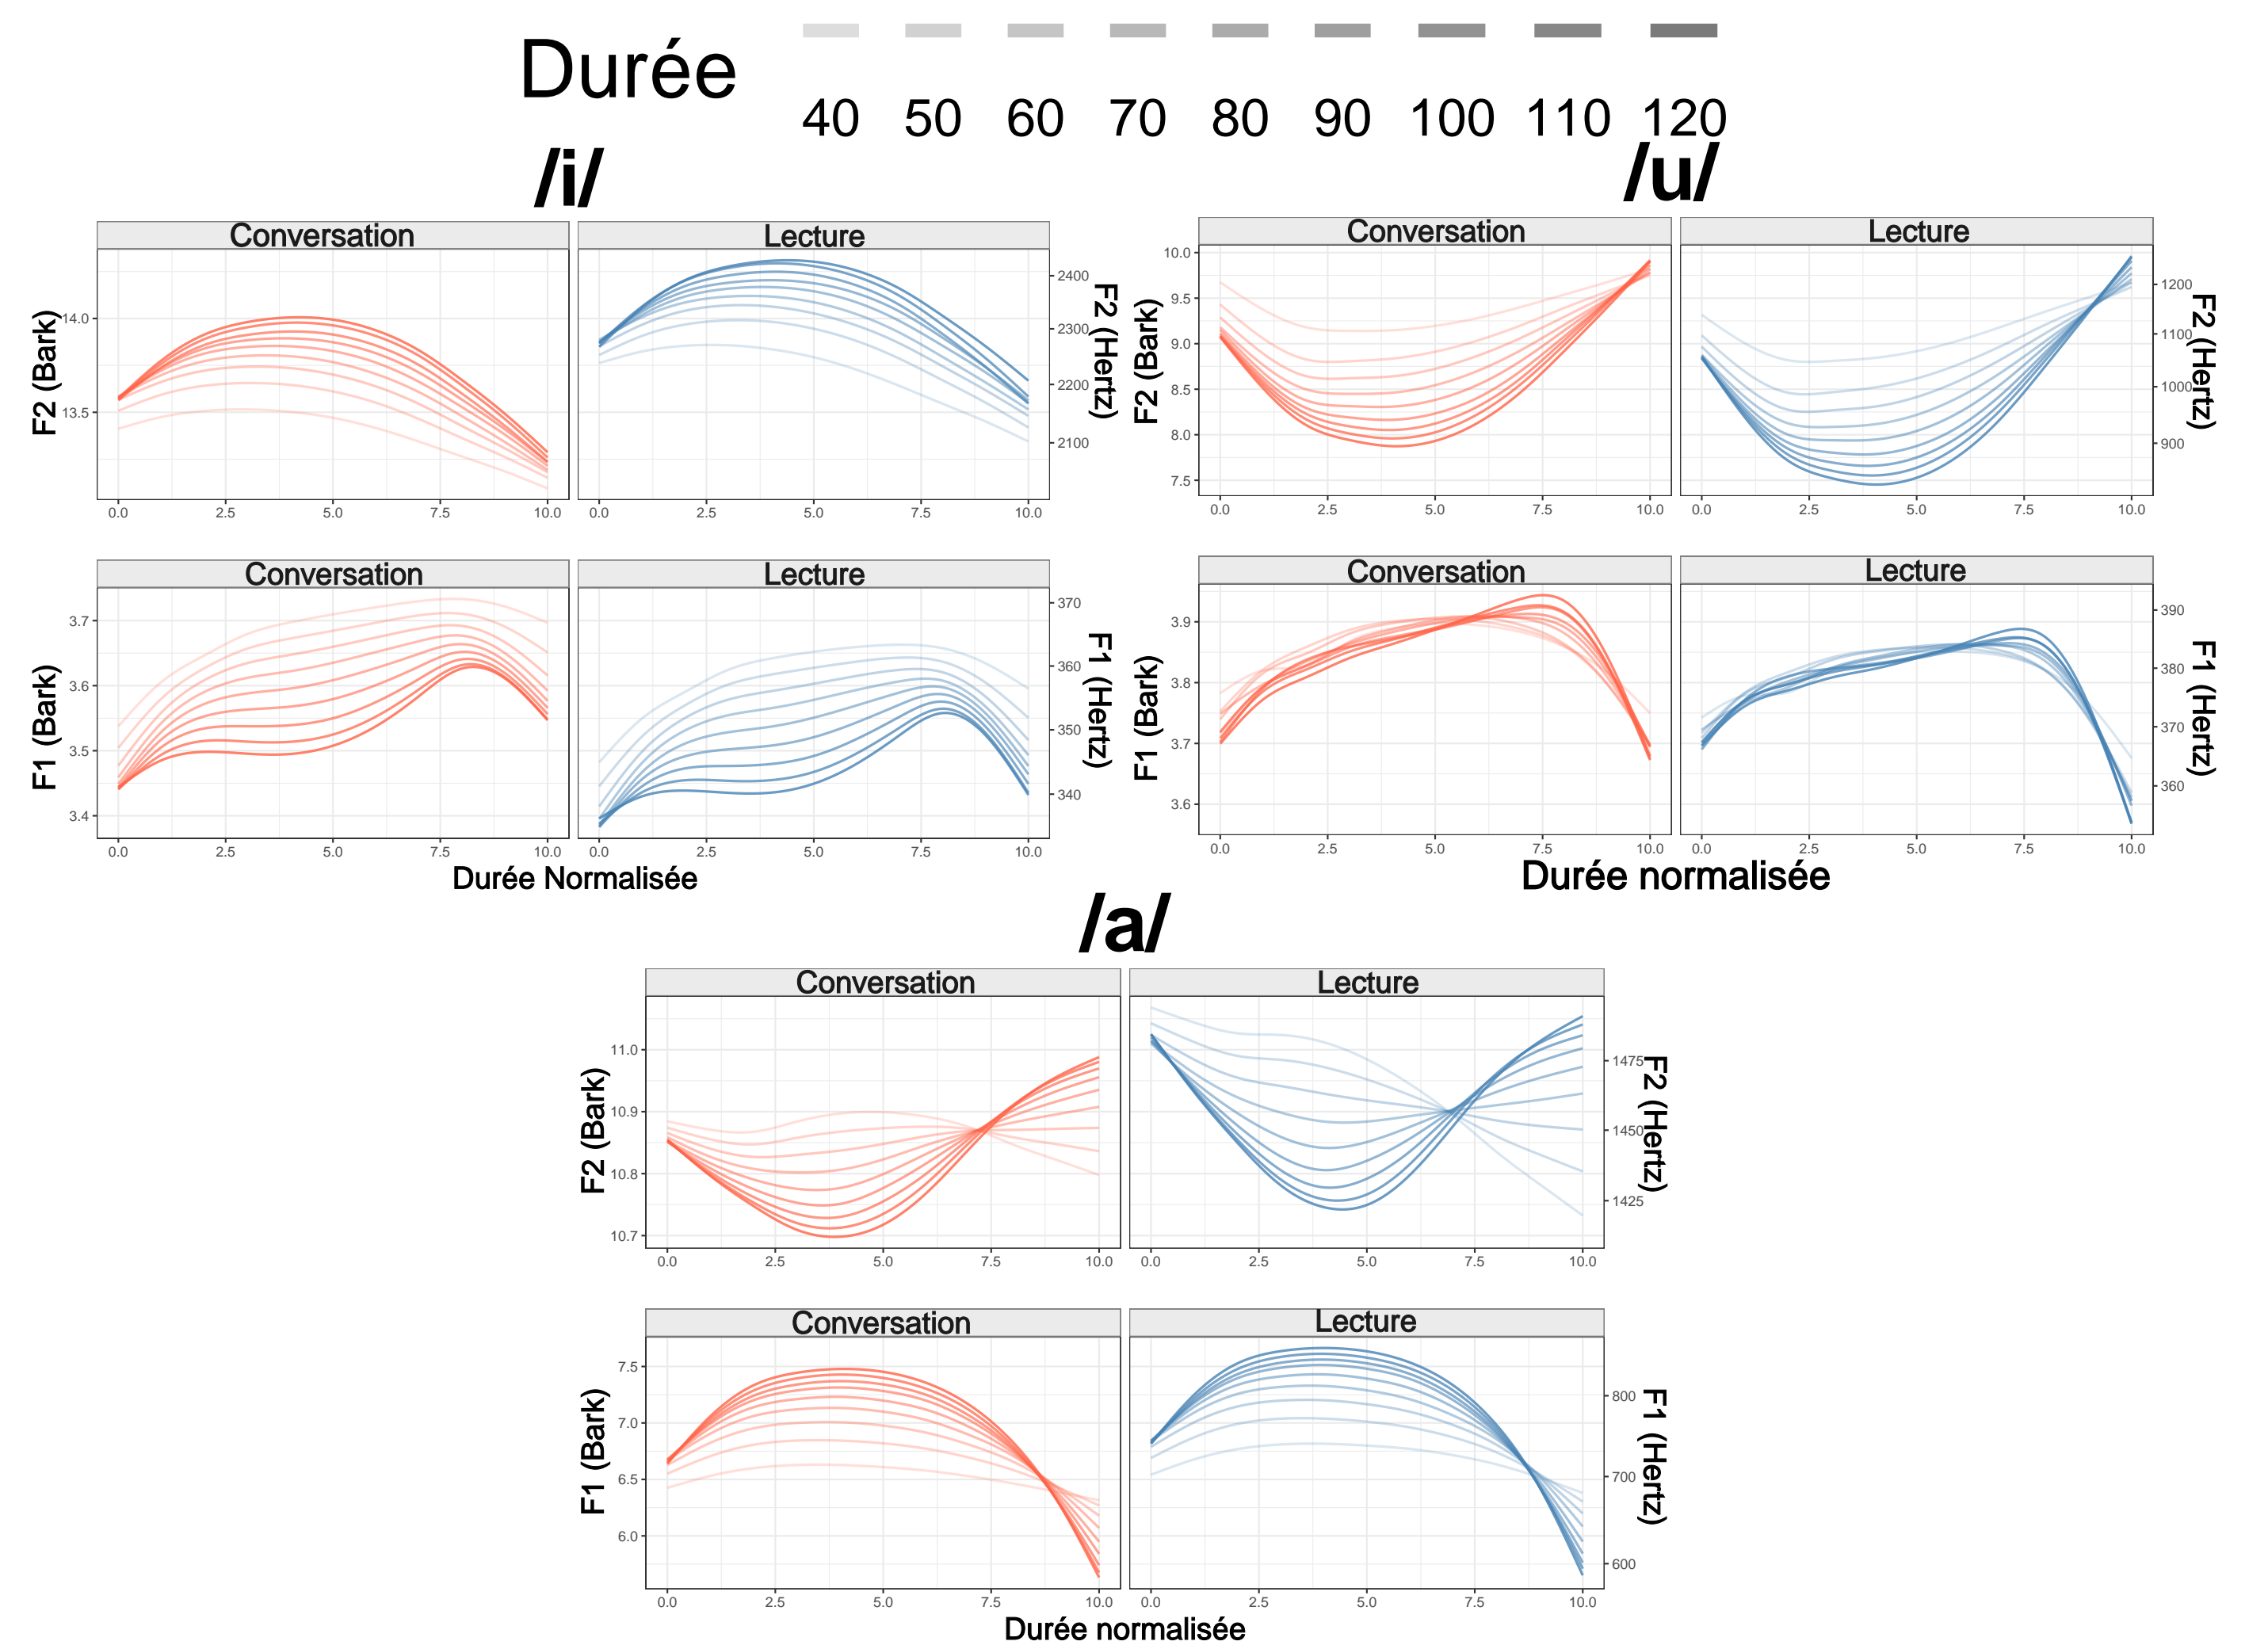 Durée
40 50 60 70 80 90 100 110 120
/i/
Conversation Lecture
F2 (Bark)
14.0
13.5
2400
2300
2200
2100
F2 (Hertz)
0.0 2.5 5.0 7.5 10.0 0.0 2.5 5.0 7.5 10.0
Conversation Lecture
F1 (Bark)
3.7
3.6
3.5
3.4
370
360
350
340
F1 (Hertz)
0.0 2.5 5.0 7.5 10.0 0.0 2.5 5.0 7.5 10.0
Durée Normalisée
/u/
Conversation Lecture
F2 (Bark)
10.0
9.5
9.0
8.5
8.0
7.5
1200
1100
1000
900
F2 (Hertz)
0.0 2.5 5.0 7.5 10.0 0.0 2.5 5.0 7.5 10.0
Conversation Lecture
F1 (Bark)
3.9
3.8
3.7
3.6
390
380
370
360
F1 (Hertz)
0.0 2.5 5.0 7.5 10.0 0.0 2.5 5.0 7.5 10.0
Durée normalisée
/a/
Conversation Lecture
F2 (Bark)
11.0
10.9
10.8
10.7
1475
1450
1425
F2 (Hertz)
0.0 2.5 5.0 7.5 10.0 0.0 2.5 5.0 7.5 10.0
Conversation Lecture
F1 (Bark)
7.5
7.0
6.5
6.0
800
700
600
F1 (Hertz)
0.0 2.5 5.0 7.5 10.0 0.0 2.5 5.0 7.5 10.0
Durée normalisée